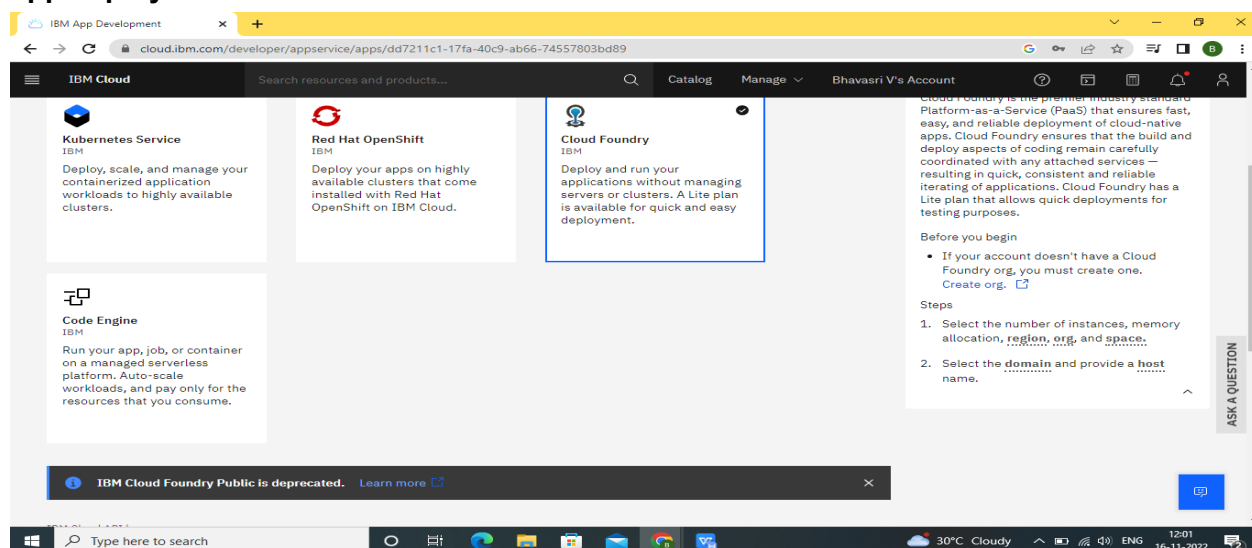 IBM App Development
cloud.ibm.com/developer/appservice/apps/dd7211c1-17fa-40c9-ab66-74557803bd89
B
IBM Cloud
Search resources and products...
Catalog
Manage
Bhavasri V's Account
Kubernetes Service
IBM
Deploy, scale, and manage your
containerized application
workloads to highly available
clusters.
Red Hat OpenShift
IBM
Deploy your apps on highly
available clusters that come
installed with Red Hat
OpenShift on IBM Cloud.
Cloud Foundry
IBM
Deploy and run your
applications without managing
servers or clusters. A Lite plan
is available for quick and easy
deployment.
Code Engine
IBM
Run your app, job, or container
on a managed serverless
platform. Auto-scale
workloads, and pay only for the
resources that you consume.
Cloud Foundry is the premier industry standard
Platform-as-a-Service (PaaS) that ensures fast,
easy, and reliable deployment of cloud-native
apps. Cloud Foundry ensures that the build and
deploy aspects of coding remain carefully
coordinated with any attached services —
resulting in quick, consistent and reliable
iterating of applications. Cloud Foundry has a
Lite plan that allows quick deployments for
testing purposes.
Before you begin
• If your account doesn't have a Cloud
Foundry org, you must create one.
Create org.
Steps
1. Select the number of instances, memory
allocation, region, org, and space.
2. Select the domain and provide a host
name.
ASK A QUESTION
IBM Cloud Foundry Public is deprecated. Learn more
Type here to search
30°C Cloudy
ENG
12:01
16-11-2022